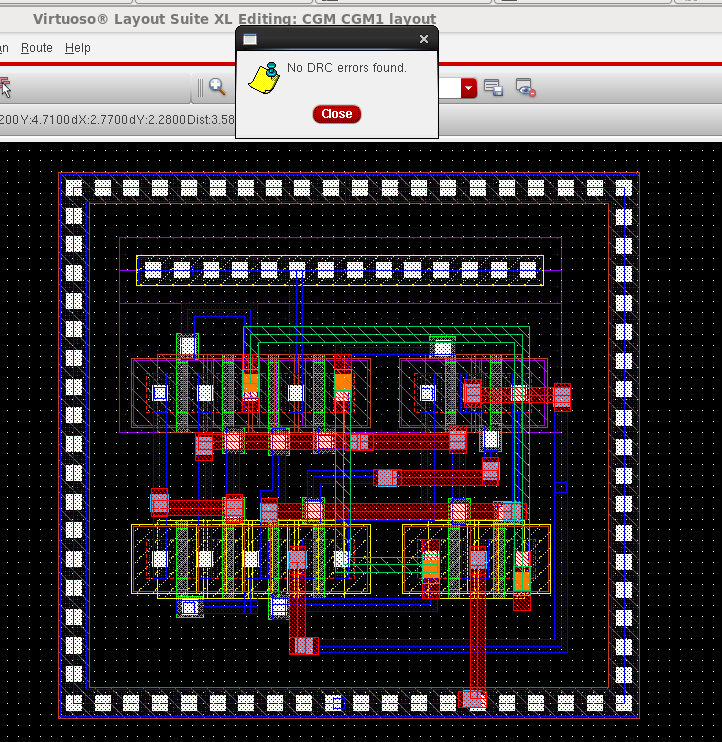 Virtuoso® Layout Suite XL Editing: CGM CGM1 layout
Route Help
No DRC errors found.
Close
200Y:4.7100dX:2.7700dY:2.2800Dist:3.58